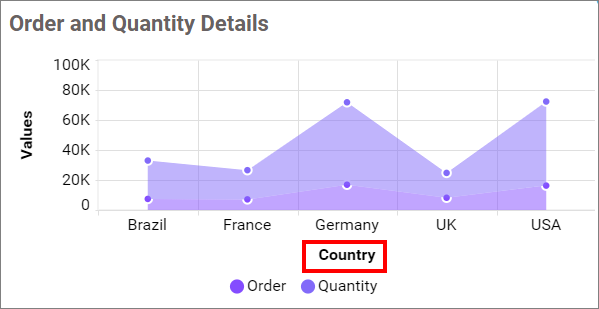 Order and Quantity Details
100K
80K
60K
40K
20K
0
Values
Brazil France Germany UK USA
Country
Order Quantity